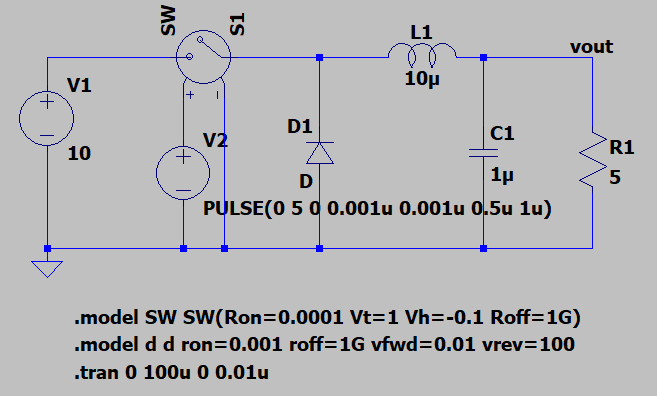 SW
S1
L1
vout
V1
10µ
+
-
V2
D1
C1
R1
10
D
1µ
5
PULSE(0 5 0 0.001u 0.001u 0.5u 1u)
.model SW SW(Ron=0.0001 Vt=1 Vh=-0.1 Roff=1G)
.model d d ron=0.001 roff=1G vfwd=0.01 vrev=100
.tran 0 100u 0 0.01u